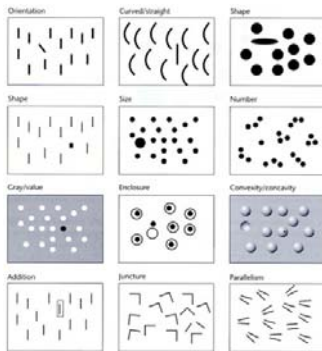 Orientation
Curved/straight
Shape
Shape
Size
Number
Gray/value
Enclosure
Convexity/concavity
Addition
Juncture
Parallelism